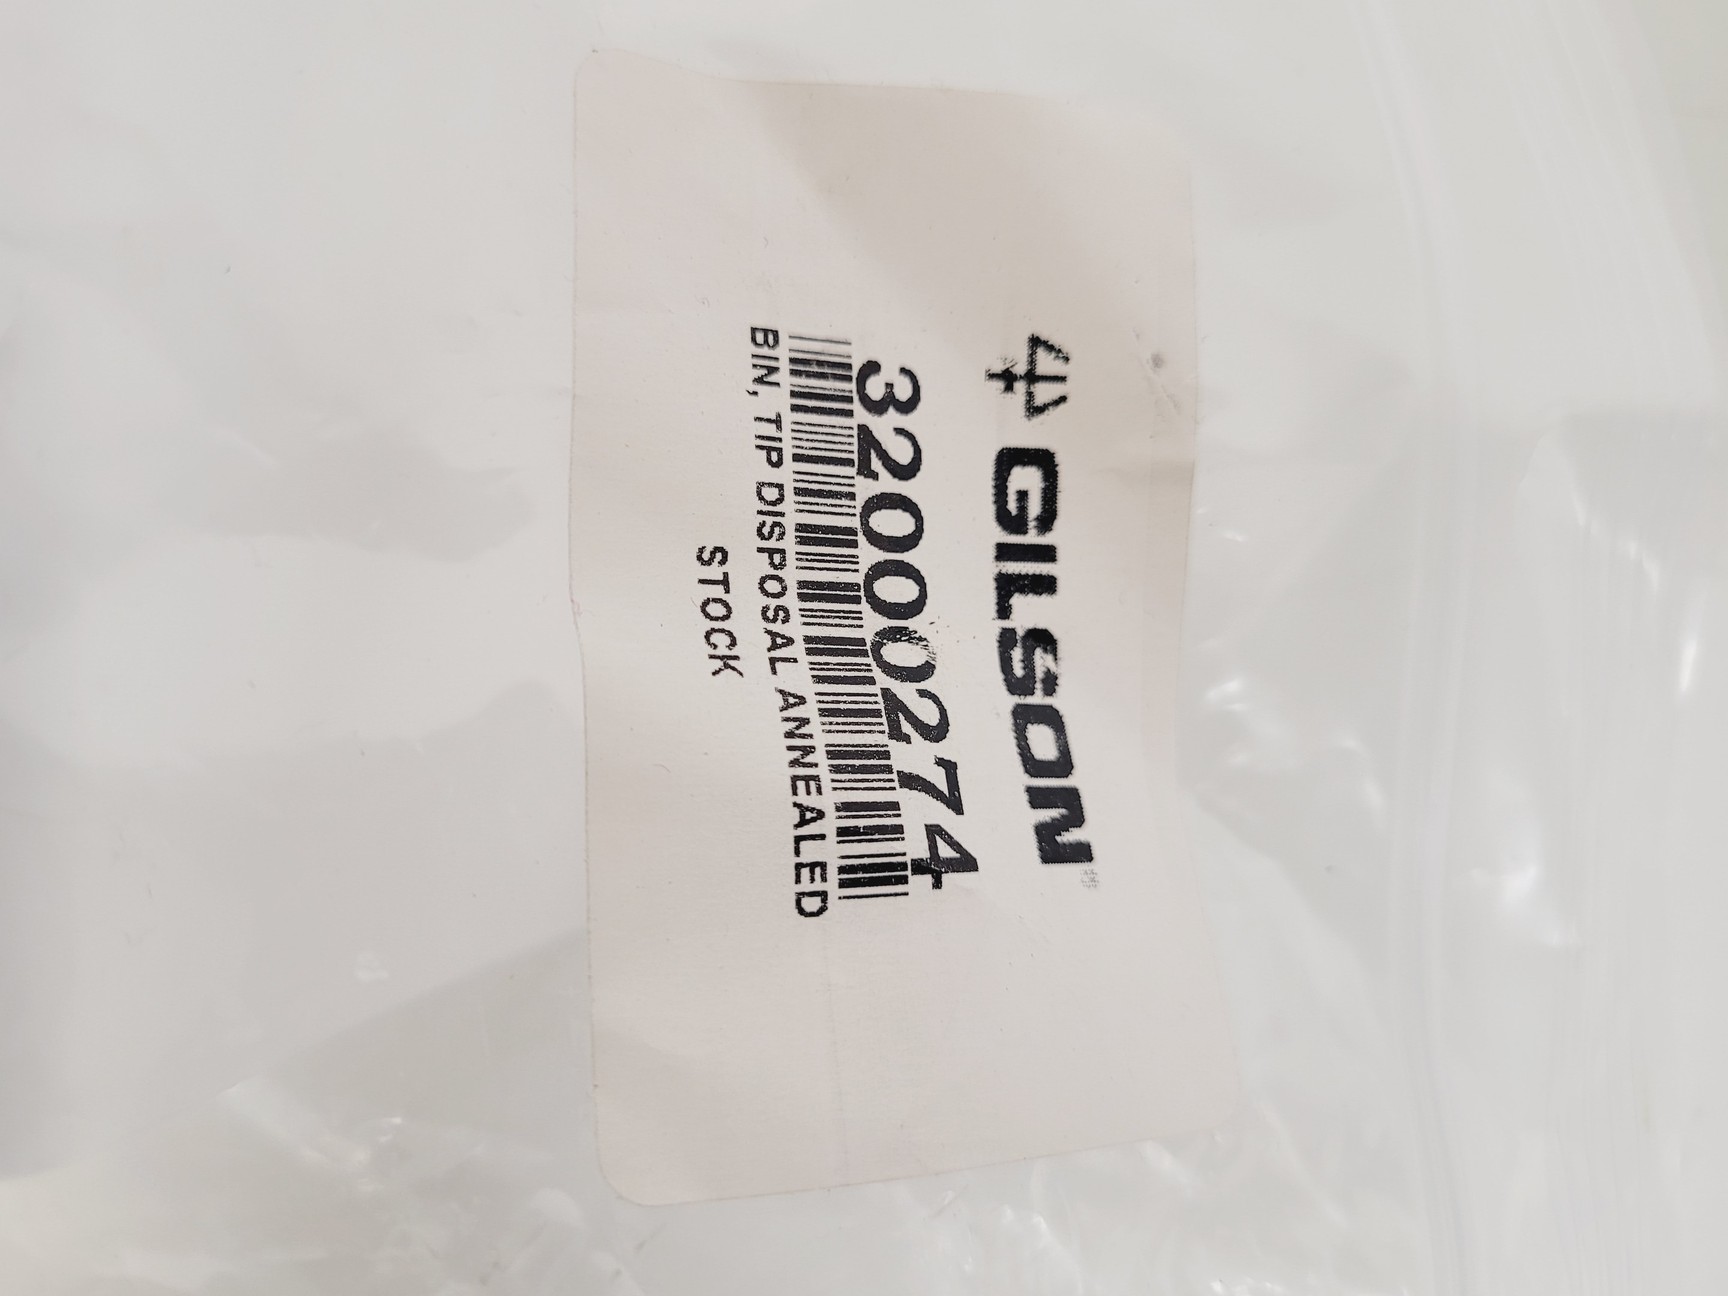 GILSON
32000274
BIN, TIP DISPOSAL ANNEALED
STOCK